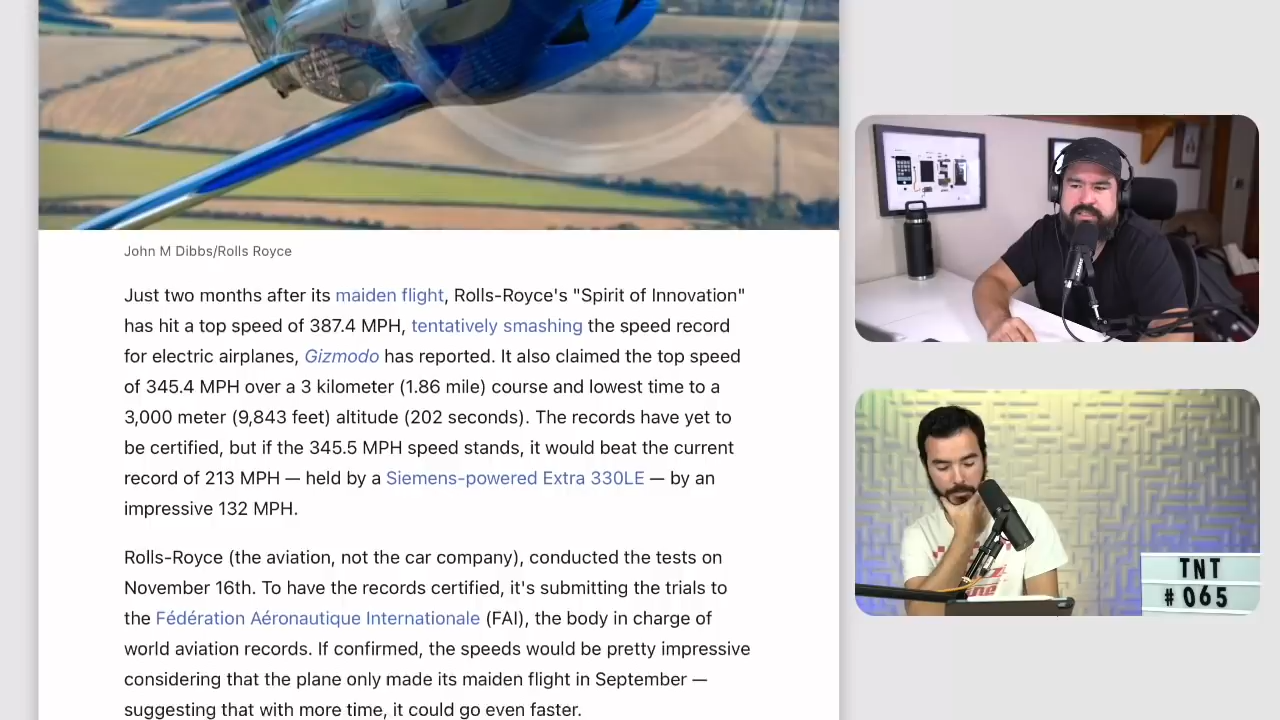 John M Dibbs/Rolls Royce
Just two months after its maiden flight, Rolls-Royce's "Spirit of Innovation"
has hit a top speed of 387.4 MPH, tentatively smashing the speed record
for electric airplanes, Gizmodo has reported. It also claimed the top speed
of 345.4 MPH over a 3 kilometer (1.86 mile) course and lowest time to a
3,000 meter (9,843 feet) altitude (202 seconds). The records have yet to
be certified, but if the 345.5 MPH speed stands, it would beat the current
record of 213 MPH — held by a Siemens-powered Extra 330LE — by an
impressive 132 MPH.
Rolls-Royce (the aviation, not the car company), conducted the tests on
November 16th. To have the records certified, it's submitting the trials to
the Fédération Aéronautique Internationale (FAI), the body in charge of
world aviation records. If confirmed, the speeds would be pretty impressive
considering that the plane only made its maiden flight in September —
suggesting that with more time, it could go even faster.
TNT
#065